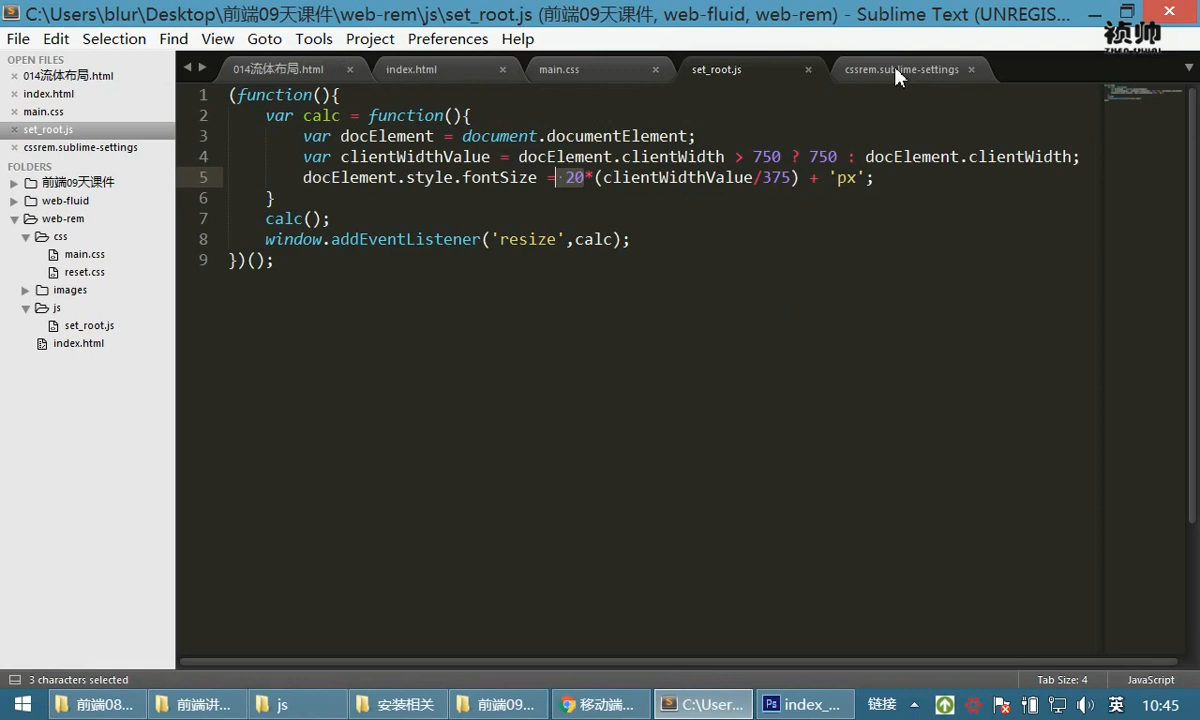 C:\Users\blur\Desktop\前端09天课件\web-rem\js\set_root.js (前端09天课件, web-fluid, web-rem) - Sublime Text (UNREGIS...
祯帅
File Edit Selection Find View Goto Tools Project Preferences Help
OPEN FILES
014流体布局.html
index.html
main.css
set_root.js
cssrem.sublime-settings
FOLDERS
前端09天课件
web-fluid
web-rem
css
main.css
reset.css
images
js
set_root.js
index.html
014流体布局.html index.html main.css set_root.js cssrem.sublime-settings
1 (function(){
2 var calc = function(){
3 var docElement = document.documentElement;
4 var clientWidthValue = docElement.clientWidth > 750 ? 750 : docElement.clientWidth;
5 docElement.style.fontSize = 20*(clientWidthValue/375) + 'px';
6 }
7 calc();
8 window.addEventListener('resize',calc);
9 })();
3 characters selected Tab Size: 4 JavaScript
前端08... 前端讲... js 安装相关 前端09... 移动端... C:\User... index_... 链接 英 10:45